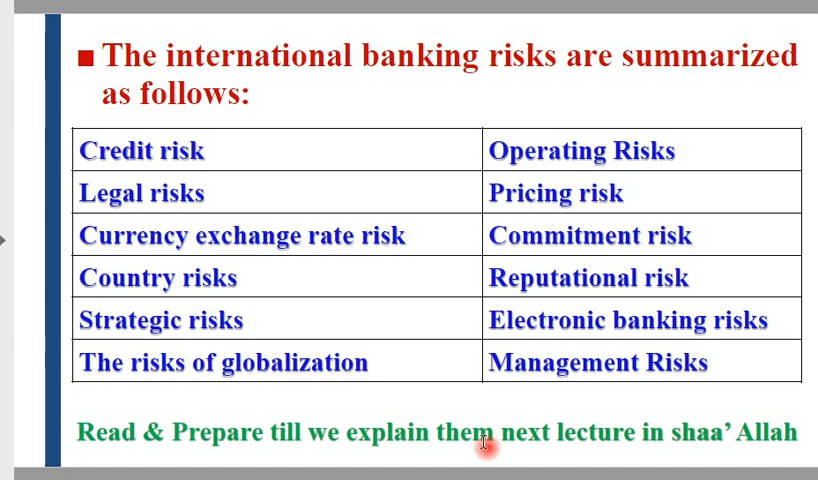 ■ The international banking risks are summarized
as follows:
Credit risk Operating Risks
Legal risks Pricing risk
Currency exchange rate risk Commitment risk
Country risks Reputational risk
Strategic risks Electronic banking risks
The risks of globalization Management Risks
Read & Prepare till we explain them next lecture in shaa’ Allah